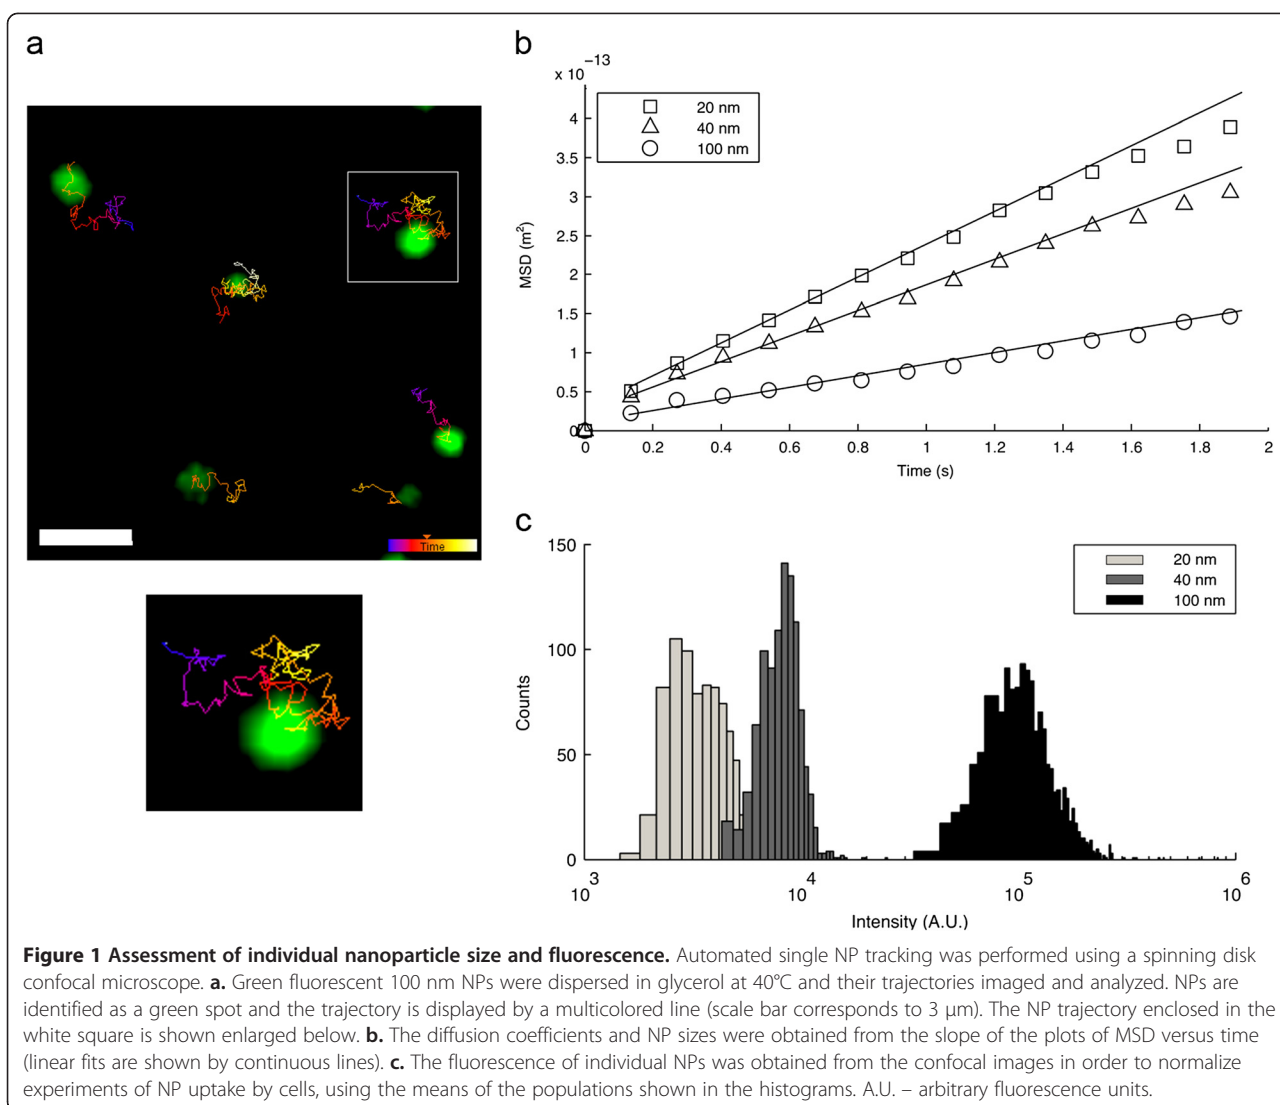 a
Time
b
x 10⁻¹³
20 nm
40 nm
100 nm
4
3.5
3
2.5
2
1.5
1
0.5
0
MSD (m²)
0 0.2 0.4 0.6 0.8 1 1.2 1.4 1.6 1.8 2
Time (s)
c
150
100
50
0
Counts
20 nm
40 nm
100 nm
10³ 10⁴ 10⁵ 10⁶
Intensity (A.U.)
Figure 1 Assessment of individual nanoparticle size and fluorescence. Automated single NP tracking was performed using a spinning disk
confocal microscope. a. Green fluorescent 100 nm NPs were dispersed in glycerol at 40°C and their trajectories imaged and analyzed. NPs are
identified as a green spot and the trajectory is displayed by a multicolored line (scale bar corresponds to 3 μm). The NP trajectory enclosed in the
white square is shown enlarged below. b. The diffusion coefficients and NP sizes were obtained from the slope of the plots of MSD versus time
(linear fits are shown by continuous lines). c. The fluorescence of individual NPs was obtained from the confocal images in order to normalize
experiments of NP uptake by cells, using the means of the populations shown in the histograms. A.U. – arbitrary fluorescence units.